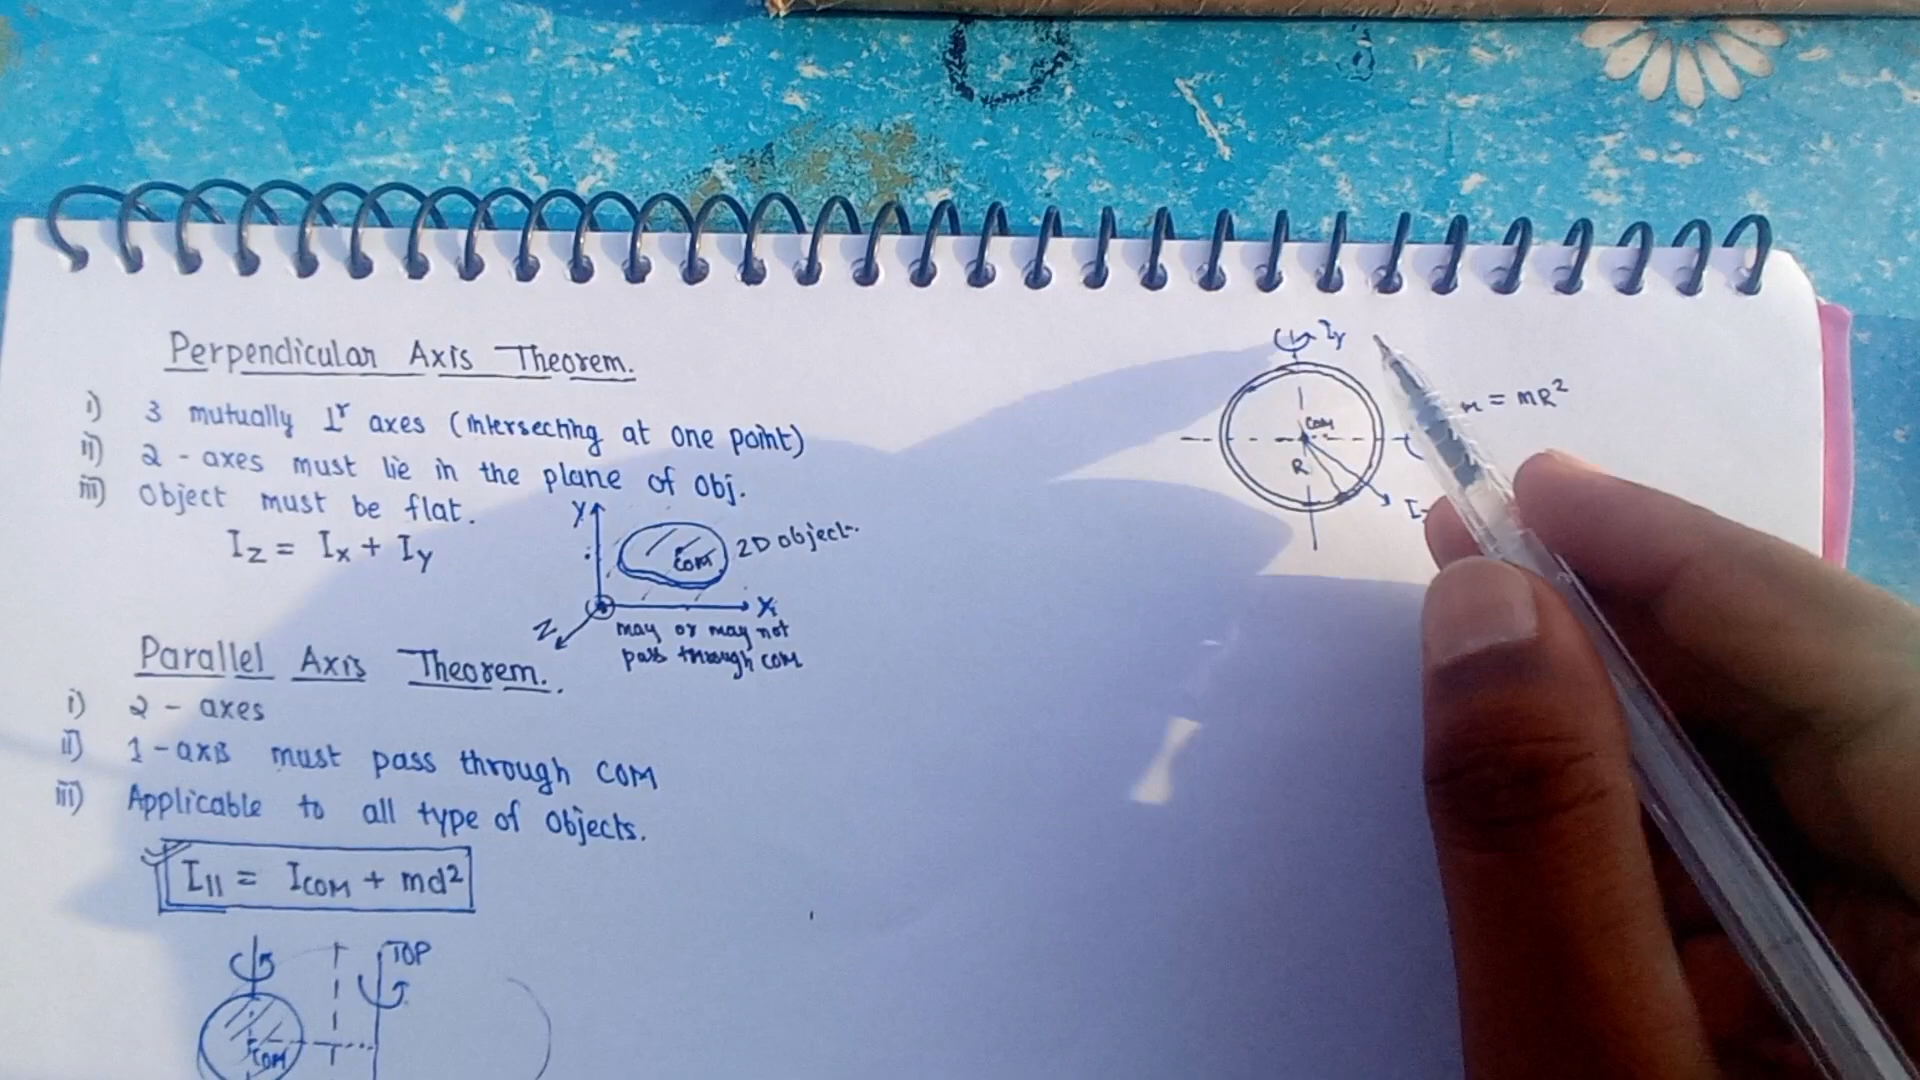 Perpendicular Axis Theorem.
i) 3 mutually ⊥r axes (intersecting at one point)
ii) 2 - axes must lie in the plane of obj.
iii) Object must be flat.
Iz = Ix + Iy
Y
COM
2D object
X
Z
may or may not
pass through COM
Parallel Axis Theorem.
i) 2 - axes
ii) 1 - axis must pass through COM
iii) Applicable to all type of Objects.
I11 = ICOM + md²
TOP
COM
Iy
COM
R
= mR²